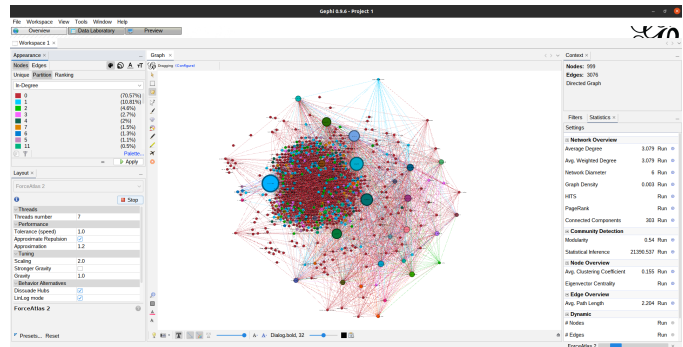 Gephi 0.9.6 - Project 1
File Workspace View Tools Window Help
Overview Data Laboratory Preview
Workspace 1 ×
Appearance ×
Nodes Edges
Unique Partition Ranking
In-Degree
0 (70.57%)
1 (10.81%)
2 (4.6%)
3 (2.7%)
4 (2%)
7 (1.5%)
6 (1.3%)
5 (1.1%)
11 (0.5%)
Palette...
Apply
Layout ×
ForceAtlas 2
Stop
Threads
Threads number 7
Performance
Tolerance (speed) 1.0
Approximate Repulsion
Approximation 1.2
Tuning
Scaling 2.0
Stronger Gravity
Gravity 1.0
Behavior Alternatives
Dissuade Hubs
LinLog mode
ForceAtlas 2
Presets... Reset
Graph ×
Dragging (Configure)
A- A- Dialog.bold, 32
Context ×
Nodes: 999
Edges: 3076
Directed Graph
Filters Statistics ×
Settings
Network Overview
Average Degree 3.079 Run
Avg. Weighted Degree 3.079 Run
Network Diameter 6 Run
Graph Density 0.003 Run
HITS Run
PageRank Run
Connected Components 303 Run
Community Detection
Modularity 0.54 Run
Statistical Inference 21390.537 Run
Node Overview
Avg. Clustering Coefficient 0.155 Run
Eigenvector Centrality Run
Edge Overview
Avg. Path Length 2.204 Run
Dynamic
# Nodes Run
# Edges Run
ForceAtlas 2